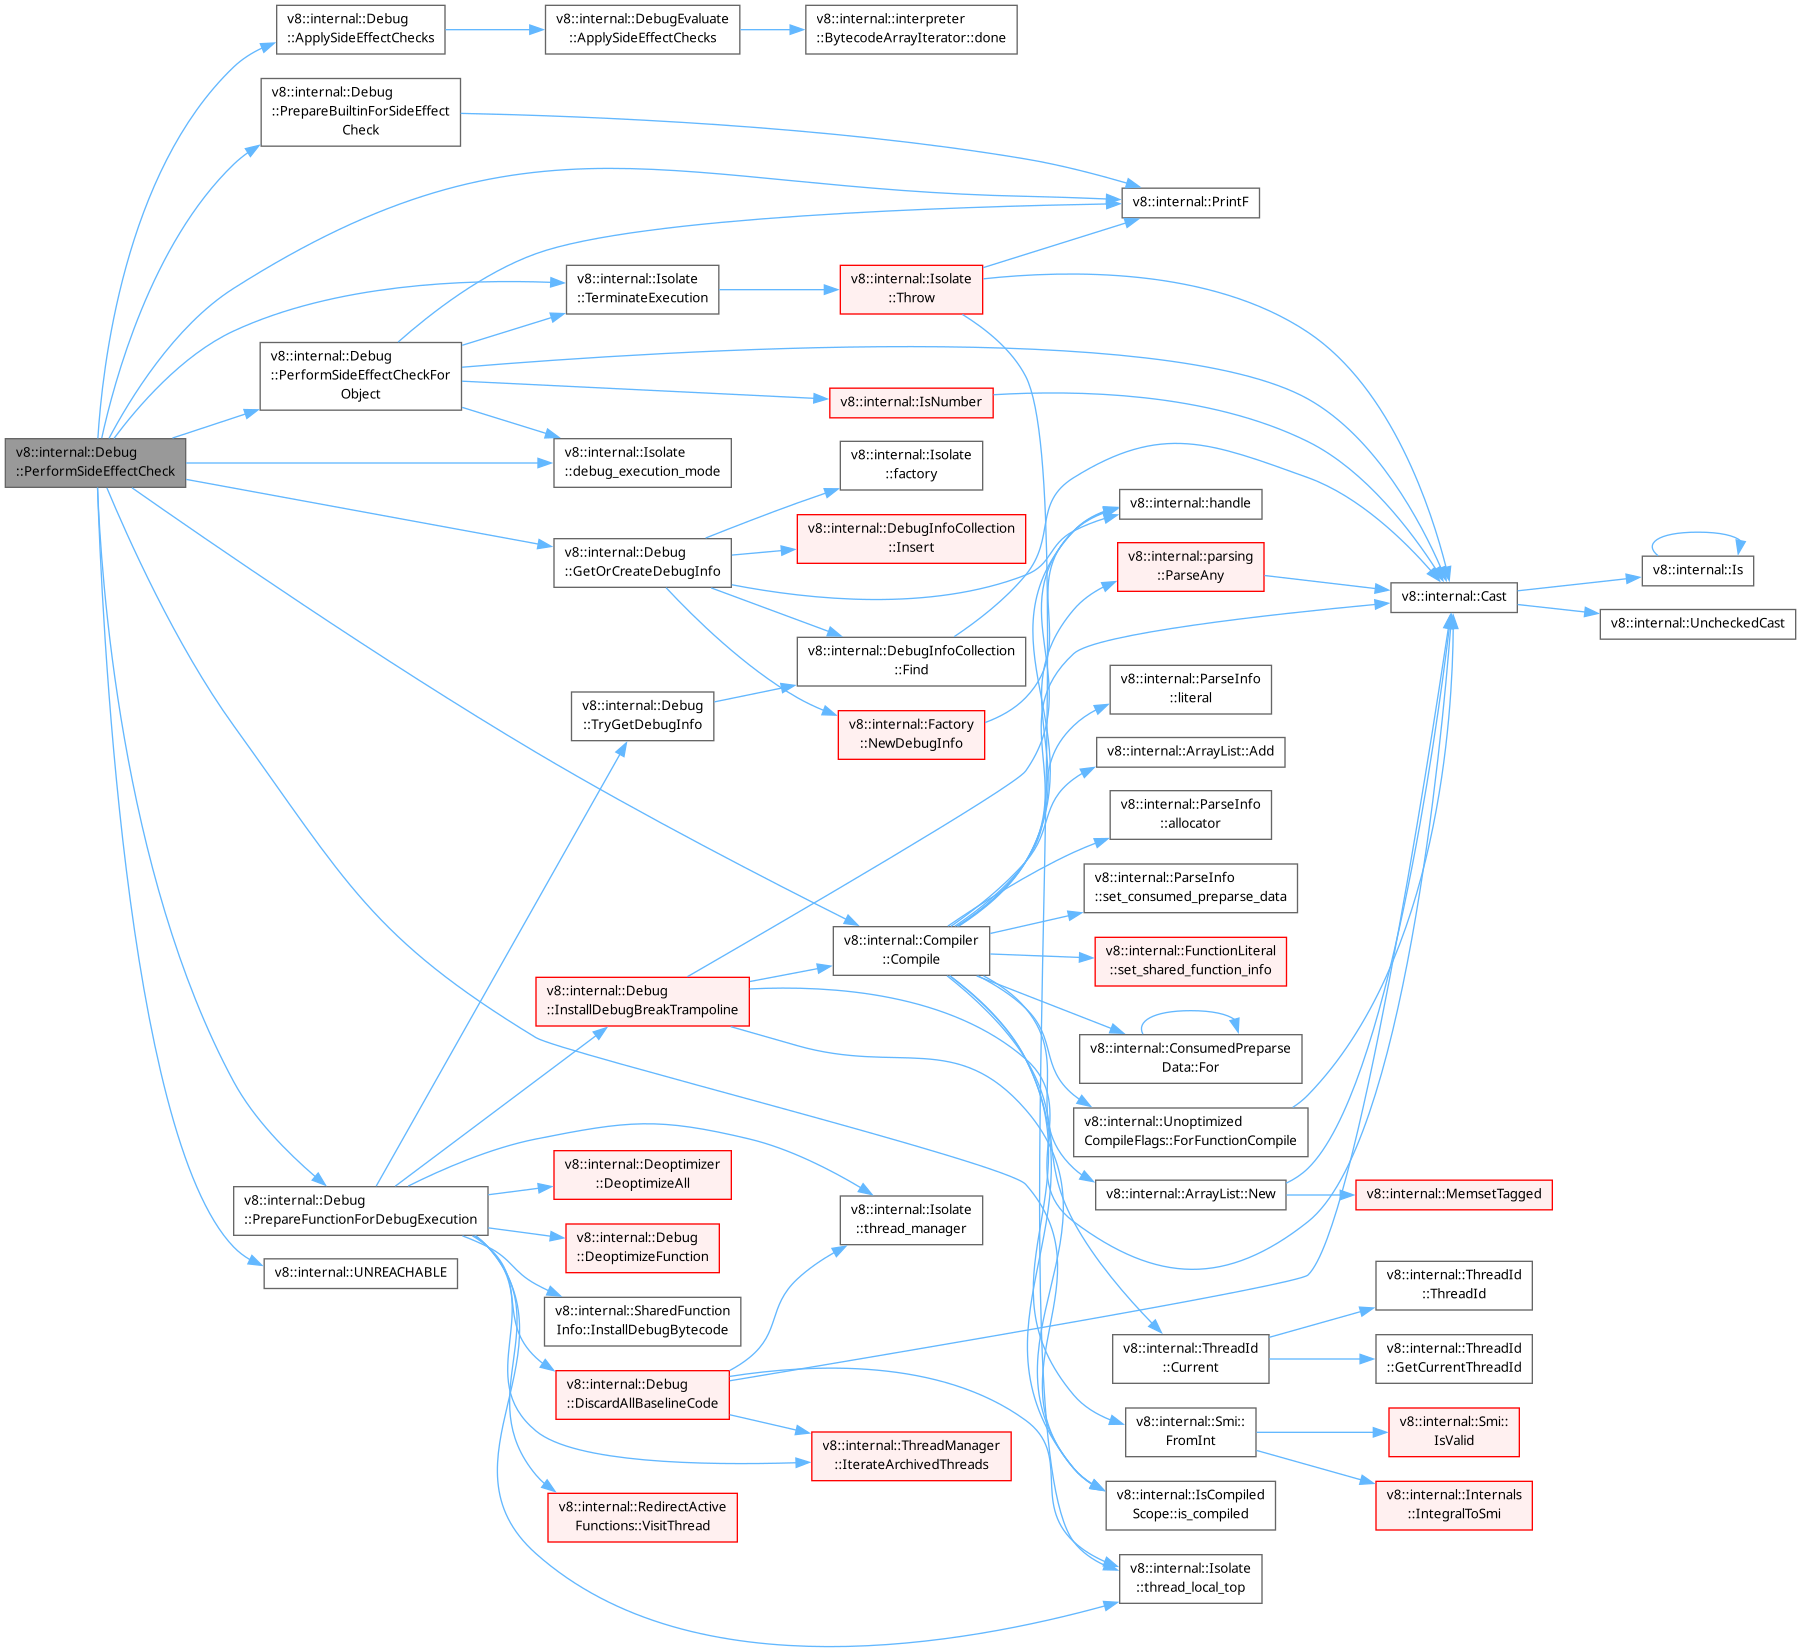 v8::internal::Debug
::ApplySideEffectChecks
v8::internal::DebugEvaluate
::ApplySideEffectChecks
v8::internal::interpreter
::BytecodeArrayIterator::done
v8::internal::Debug
::PrepareBuiltinForSideEffect
Check
v8::internal::PrintF
v8::internal::Isolate
::TerminateExecution
v8::internal::Isolate
::Throw
v8::internal::Debug
::PerformSideEffectCheckFor
Object
v8::internal::IsNumber
v8::internal::Debug
::PerformSideEffectCheck
v8::internal::Isolate
::debug_execution_mode
v8::internal::Isolate
::factory
v8::internal::handle
v8::internal::DebugInfoCollection
::Insert
v8::internal::Debug
::GetOrCreateDebugInfo
v8::internal::parsing
::ParseAny
v8::internal::Is
v8::internal::Cast
v8::internal::UncheckedCast
v8::internal::DebugInfoCollection
::Find
v8::internal::ParseInfo
::literal
v8::internal::Debug
::TryGetDebugInfo
v8::internal::Factory
::NewDebugInfo
v8::internal::ArrayList::Add
v8::internal::ParseInfo
::allocator
v8::internal::ParseInfo
::set_consumed_preparse_data
v8::internal::Compiler
::Compile
v8::internal::FunctionLiteral
::set_shared_function_info
v8::internal::Debug
::InstallDebugBreakTrampoline
v8::internal::ConsumedPreparse
Data::For
v8::internal::Unoptimized
CompileFlags::ForFunctionCompile
v8::internal::Deoptimizer
::DeoptimizeAll
v8::internal::ArrayList::New
v8::internal::MemsetTagged
v8::internal::Debug
::PrepareFunctionForDebugExecution
v8::internal::Isolate
::thread_manager
v8::internal::Debug
::DeoptimizeFunction
v8::internal::UNREACHABLE
v8::internal::ThreadId
::ThreadId
v8::internal::SharedFunction
Info::InstallDebugBytecode
v8::internal::ThreadId
::Current
v8::internal::ThreadId
::GetCurrentThreadId
v8::internal::Debug
::DiscardAllBaselineCode
v8::internal::Smi::
FromInt
v8::internal::Smi::
IsValid
v8::internal::ThreadManager
::IterateArchivedThreads
v8::internal::Internals
::IntegralToSmi
v8::internal::RedirectActive
Functions::VisitThread
v8::internal::IsCompiled
Scope::is_compiled
v8::internal::Isolate
::thread_local_top